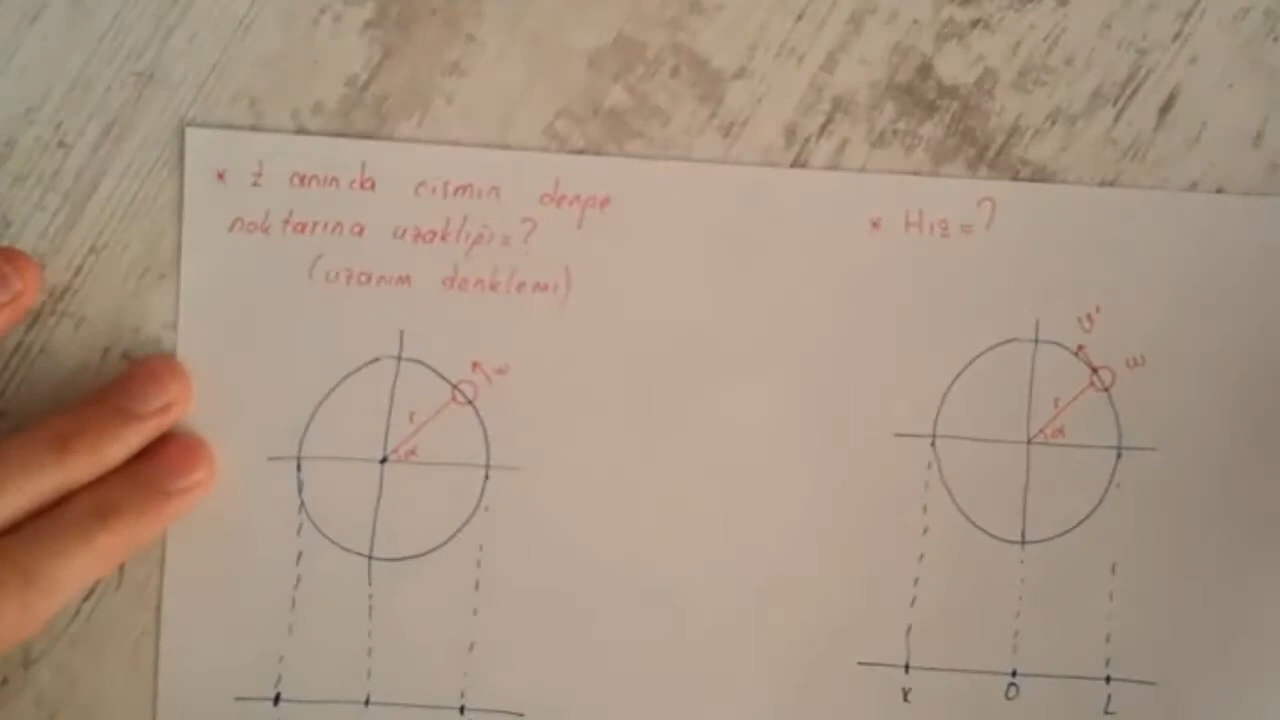 * t anında cismin denge
noktasına uzaklığı=?
(uzanım denklemi)
* Hız=?
ω
r
α
v'
ω
r
α
K O L